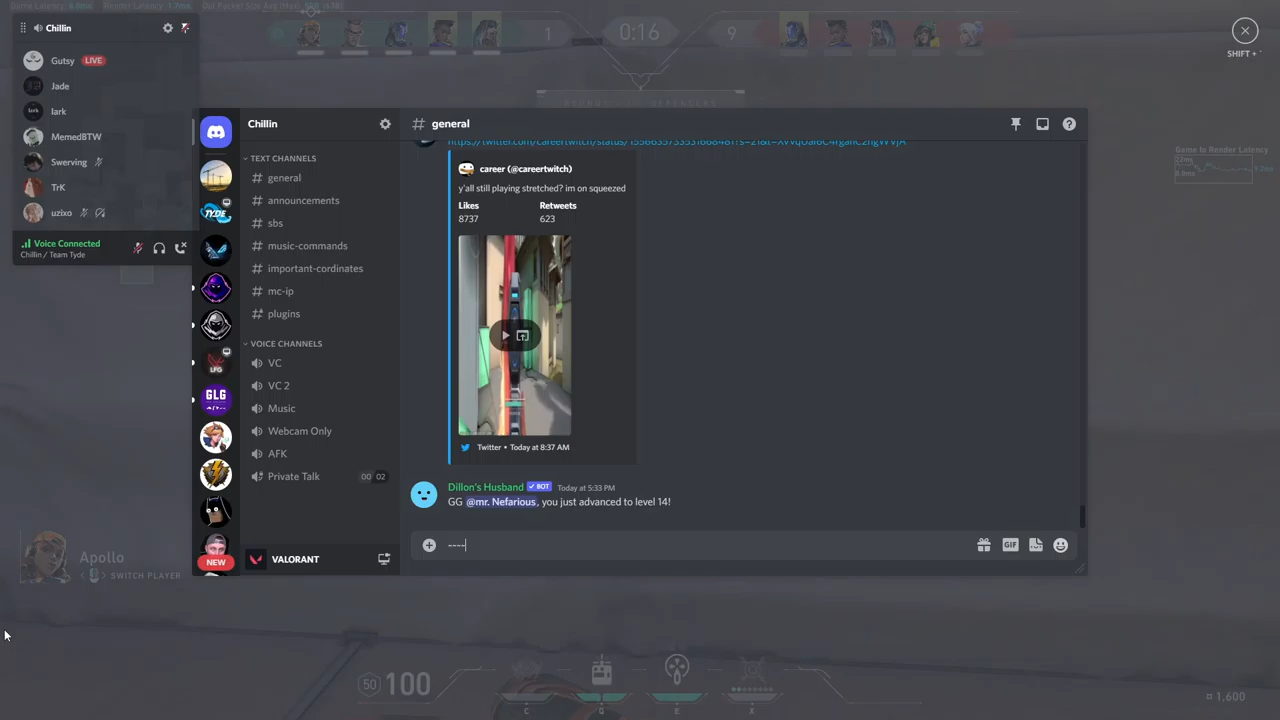 Chillin
Gutsy LIVE
Jade
lark
MemedBTW
Swerving
TrK
uzixo
Voice Connected
Chillin / Team Tyde
1
0:16
9
SHIFT + `
Chillin
general
TEXT CHANNELS
general
announcements
sbs
music-commands
important-cordinates
mc-ip
plugins
VOICE CHANNELS
VC
VC 2
Music
Webcam Only
AFK
Private Talk 00 02
TYDE
LFG
GLG
NEW
VALORANT
career (@careertwitch)
y'all still playing stretched? im on squeezed
Likes Retweets
8737 623
Twitter • Today at 8:37 AM
Dillon's Husband BOT Today at 5:33 PM
GG @mr. Nefarious, you just advanced to level 14!
----
GIF
Game to Render Latency
Apollo
SWITCH PLAYER
50 100
C
E
X
1,600